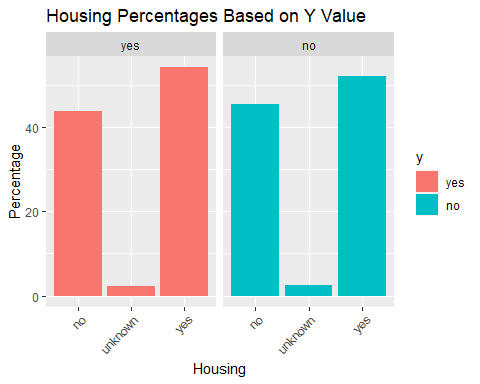 Housing Percentages Based on Y Value
yes
no
Percentage
40
20
0
no
unknown
yes
no
unknown
yes
Housing
y
yes
no